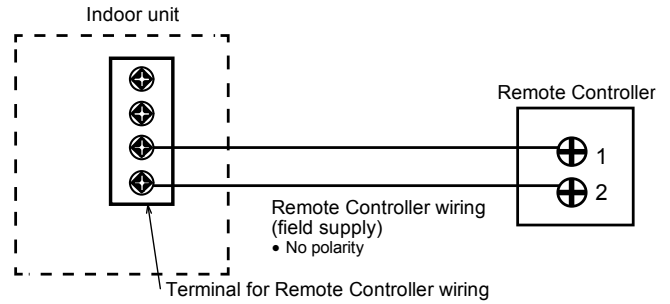 Indoor unit
Remote Controller
1
2
Remote Controller wiring
(field supply)
• No polarity
Terminal for Remote Controller wiring